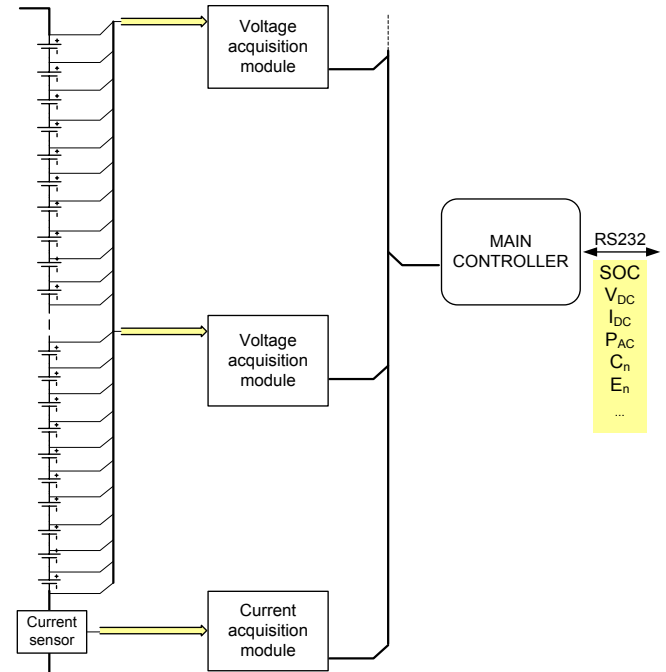 Voltage
acquisition
module
MAIN
CONTROLLER
RS232
SOC
VDC
IDC
PAC
Cn
En
...
Voltage
acquisition
module
Current
sensor
Current
acquisition
module